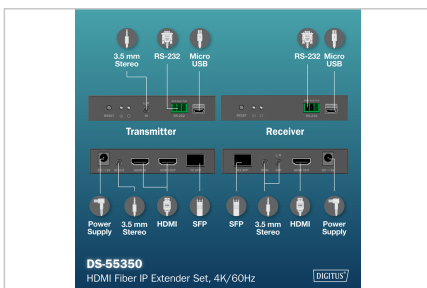 3.5 mm
Stereo
RS-232
Micro
USB
RS-232
Micro
USB
Transmitter
Receiver
Power
Supply
3.5 mm
Stereo
HDMI
SFP
SFP
3.5 mm
Stereo
HDMI
Power
Supply
DS-55350
HDMI Fiber IP Extender Set, 4K/60Hz
DIGITUS